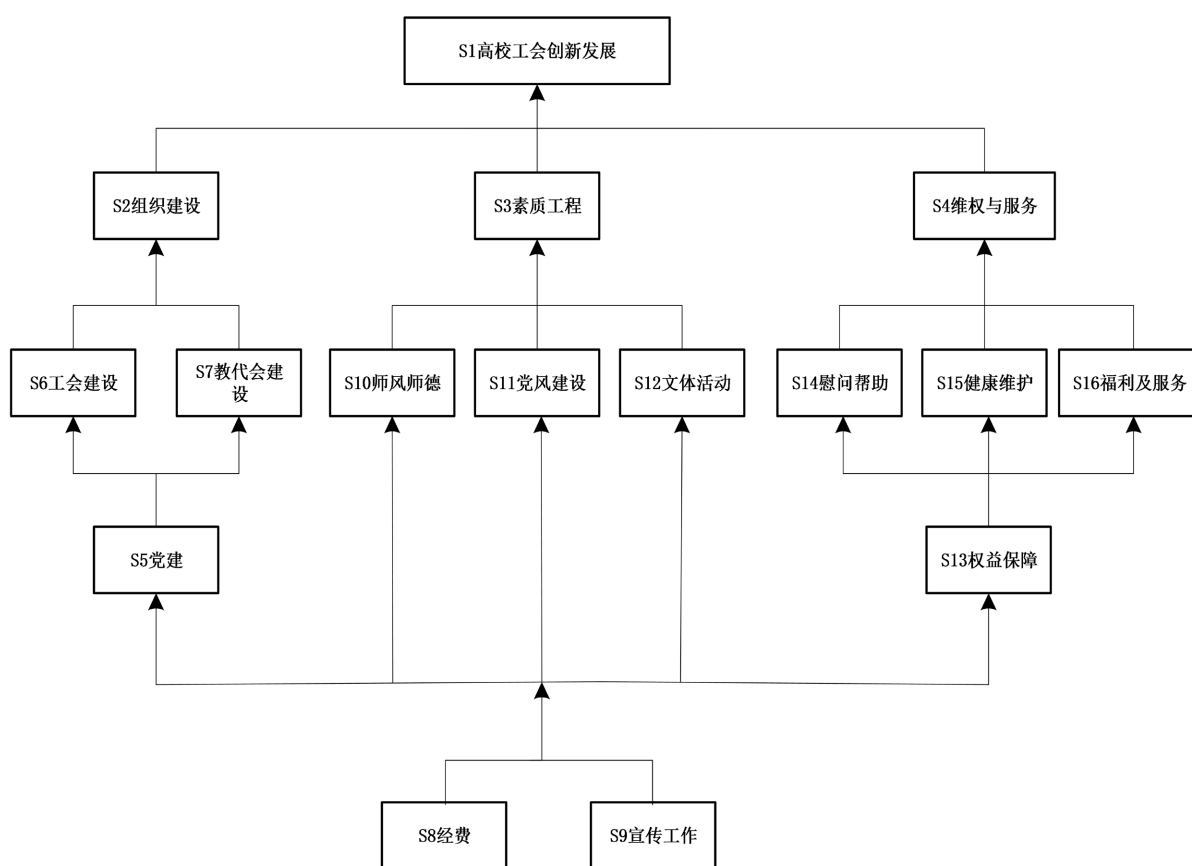 S1高校工会创新发展
S2组织建设
S3素质工程
S4维权与服务
S6工会建设
S7教代会建
设
S10师风师德
S11党风建设
S12文体活动
S14慰问帮助
S15健康维护
S16福利及服务
S5党建
S13权益保障
S8经费
S9宣传工作